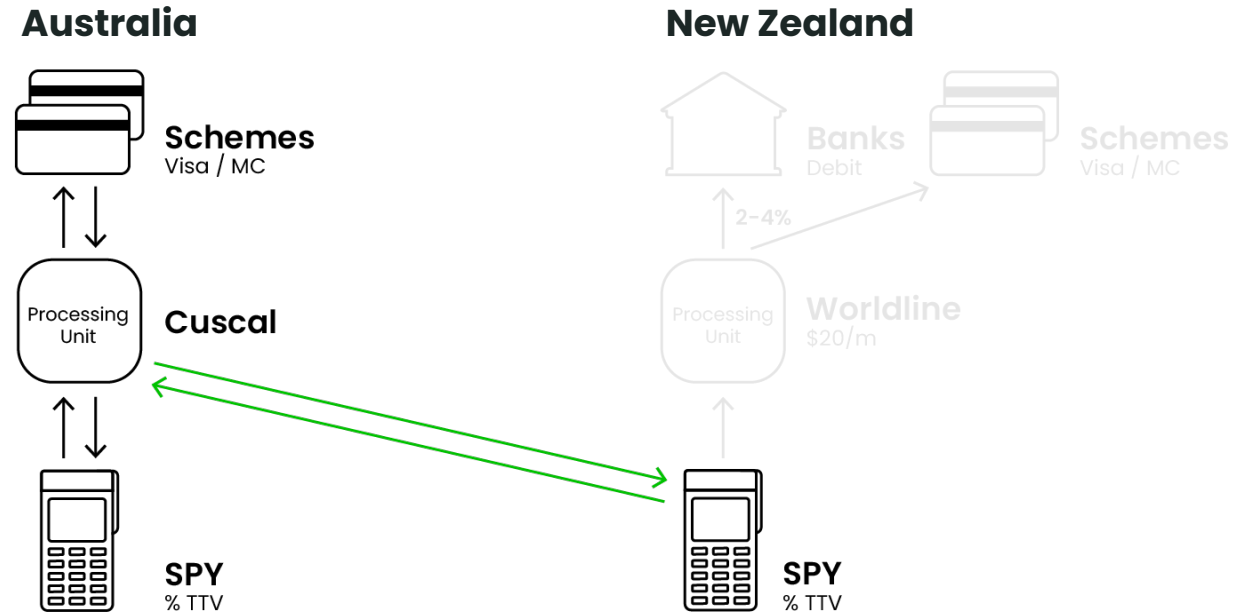 Australia
New Zealand
Schemes
Visa / MC
Banks
Debit
Schemes
Visa / MC
2-4%
Processing
Unit
Cuscal
Processing
Unit
Worldline
$20/m
SPY
% TTV
SPY
% TTV